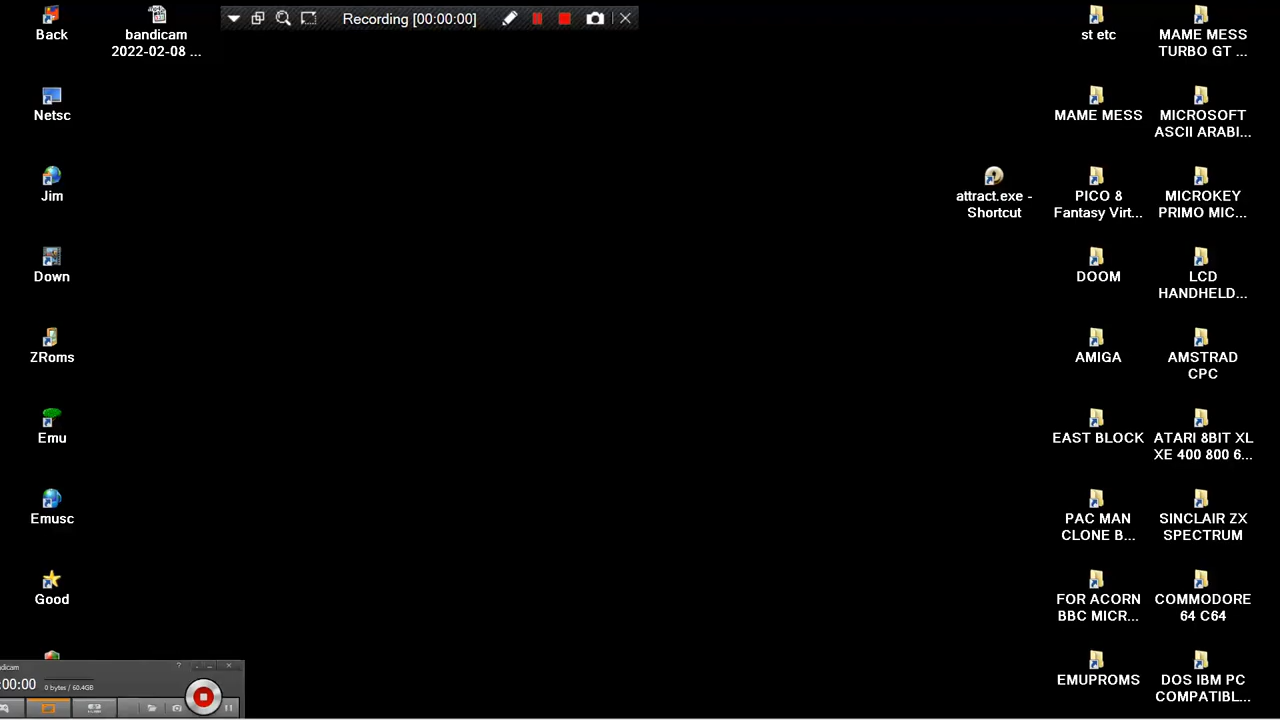 Recording [00:00:00]
Back
bandicam
2022-02-08 ...
st etc
MAME MESS
TURBO GT ...
Netsc
MAME MESS
MICROSOFT
ASCII ARABI...
Jim
attract.exe -
Shortcut
PICO 8
Fantasy Virt...
MICROKEY
PRIMO MIC...
Down
DOOM
LCD
HANDHELD...
ZRoms
AMIGA
AMSTRAD
CPC
Emu
EAST BLOCK
ATARI 8BIT XL
XE 400 800 6...
Emusc
PAC MAN
CLONE B...
SINCLAIR ZX
SPECTRUM
Good
FOR ACORN
BBC MICR...
COMMODORE
64 C64
EMUPROMS
DOS IBM PC
COMPATIBL...
ndicam
:00:00
0 bytes / 60.4GB